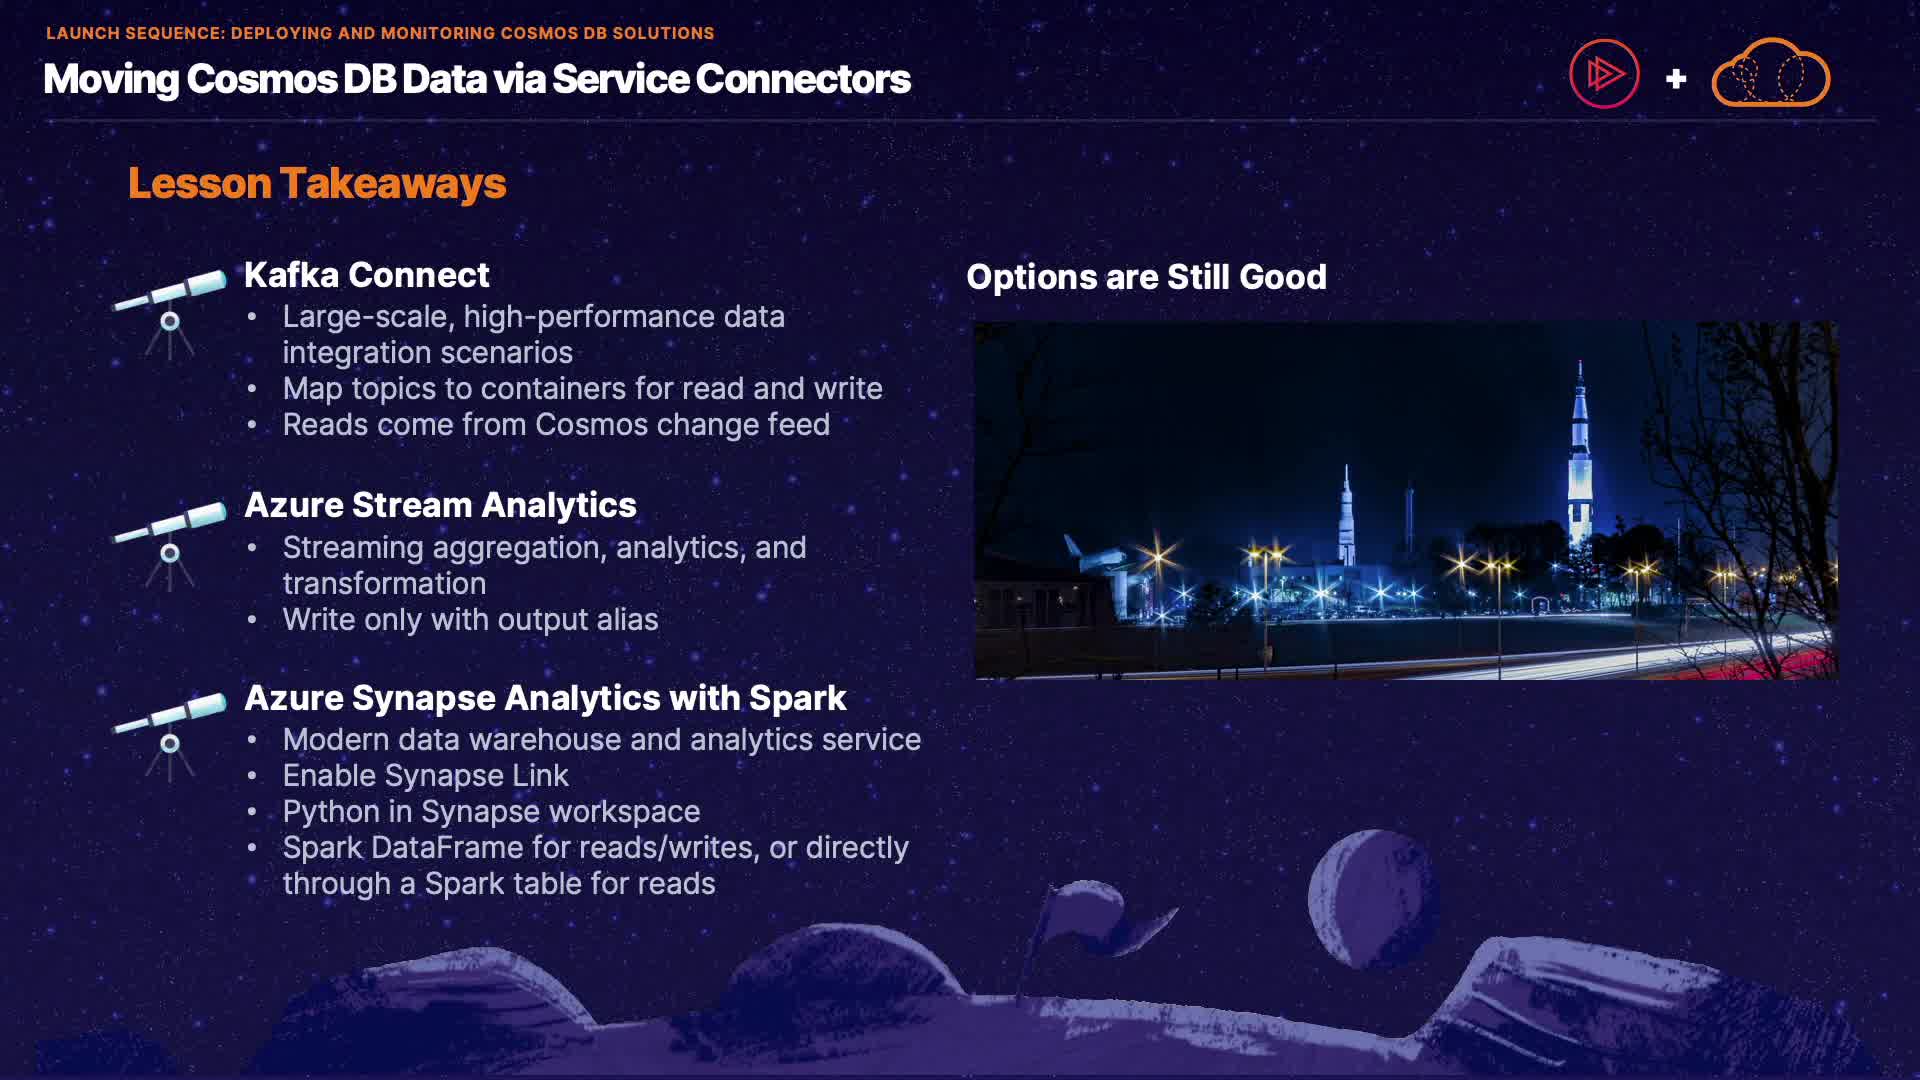 LAUNCH SEQUENCE: DEPLOYING AND MONITORING COSMOS DB SOLUTIONS
Moving Cosmos DB Data via Service Connectors
Lesson Takeaways
Kafka Connect
• Large-scale, high-performance data
integration scenarios
• Map topics to containers for read and write
• Reads come from Cosmos change feed
Azure Stream Analytics
• Streaming aggregation, analytics, and
transformation
• Write only with output alias
Azure Synapse Analytics with Spark
• Modern data warehouse and analytics service
• Enable Synapse Link
• Python in Synapse workspace
• Spark DataFrame for reads/writes, or directly
through a Spark table for reads
Options are Still Good